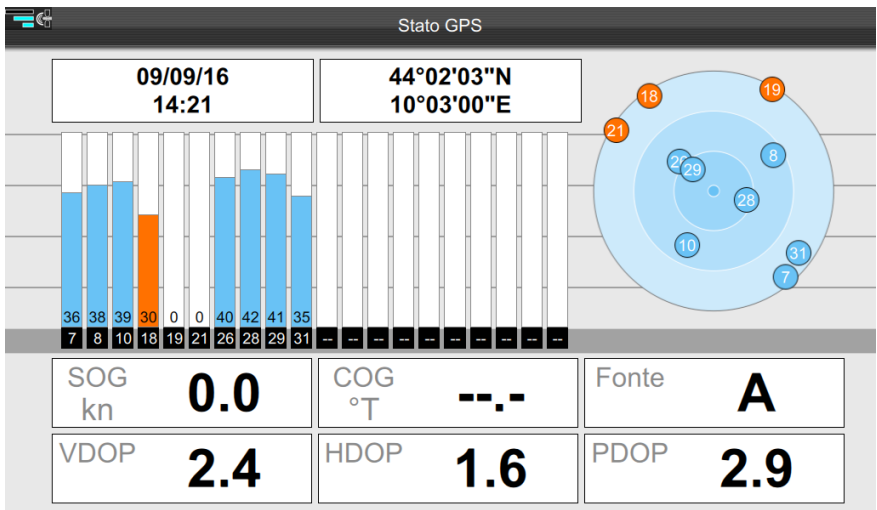 Stato GPS
09/09/16
14:21
44°02'03"N
10°03'00"E
18
19
21
8
26
29
28
10
31
7
36 38 39 30 0 0 40 42 41 35
7 8 10 18 19 21 26 28 29 31 -- -- -- -- -- -- -- -- -- --
SOG
kn
0.0
COG
°T
--.-
Fonte
A
VDOP
2.4
HDOP
1.6
PDOP
2.9